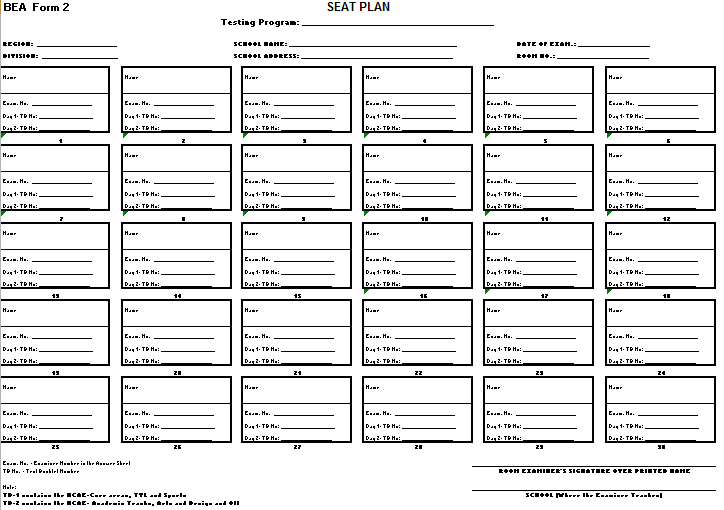 BEA Form 2 SEAT PLAN
Testing Program:
REGION: SCHOOL NAME: DATE OF EXAM.:
DIVISION: SCHOOL ADDRESS: ROOM NO.:
Name Name Name Name Name Name
Exam. No. Exam. No. Exam. No. Exam. No. Exam. No. Exam. No.
Day 1- TB No: Day 1- TB No: Day 1- TB No: Day 1- TB No: Day 1- TB No: Day 1- TB No:
Day 2- TB No: Day 2- TB No: Day 2- TB No: Day 2- TB No: Day 2- TB No: Day 2- TB No:
1 2 3 4 5 6
Name Name Name Name Name Name
Exam. No. Exam. No. Exam. No. Exam. No. Exam. No. Exam. No.
Day 1- TB No: Day 1- TB No: Day 1- TB No: Day 1- TB No: Day 1- TB No: Day 1- TB No:
Day 2- TB No: Day 2- TB No: Day 2- TB No: Day 2- TB No: Day 2- TB No: Day 2- TB No:
7 8 9 10 11 12
Name Name Name Name Name Name
Exam. No. Exam. No. Exam. No. Exam. No. Exam. No. Exam. No.
Day 1- TB No: Day 1- TB No: Day 1- TB No: Day 1- TB No: Day 1- TB No: Day 1- TB No:
Day 2- TB No: Day 2- TB No: Day 2- TB No: Day 2- TB No: Day 2- TB No: Day 2- TB No:
13 14 15 16 17 18
Name Name Name Name Name Name
Exam. No. Exam. No. Exam. No. Exam. No. Exam. No. Exam. No.
Day 1- TB No: Day 1- TB No: Day 1- TB No: Day 1- TB No: Day 1- TB No: Day 1- TB No:
Day 2- TB No: Day 2- TB No: Day 2- TB No: Day 2- TB No: Day 2- TB No: Day 2- TB No:
19 20 21 22 23 24
Name Name Name Name Name Name
Exam. No. Exam. No. Exam. No. Exam. No. Exam. No. Exam. No.
Day 1- TB No: Day 1- TB No: Day 1- TB No: Day 1- TB No: Day 1- TB No: Day 1- TB No:
Day 2- TB No: Day 2- TB No: Day 2- TB No: Day 2- TB No: Day 2- TB No: Day 2- TB No:
25 26 27 28 29 30
Exam. No. - Examinee Number in the Answer Sheet
TB No. - Test Booklet Number
ROOM EXAMINER'S SIGNATURE OVER PRINTED NAME
Note:
TB-1 contains the NCAE-Core areas, TVL and Sports
SCHOOL (Where the Examiner Teaches)
TB-2 contains the NCAE- Academic Tracks, Arts and Design and OII